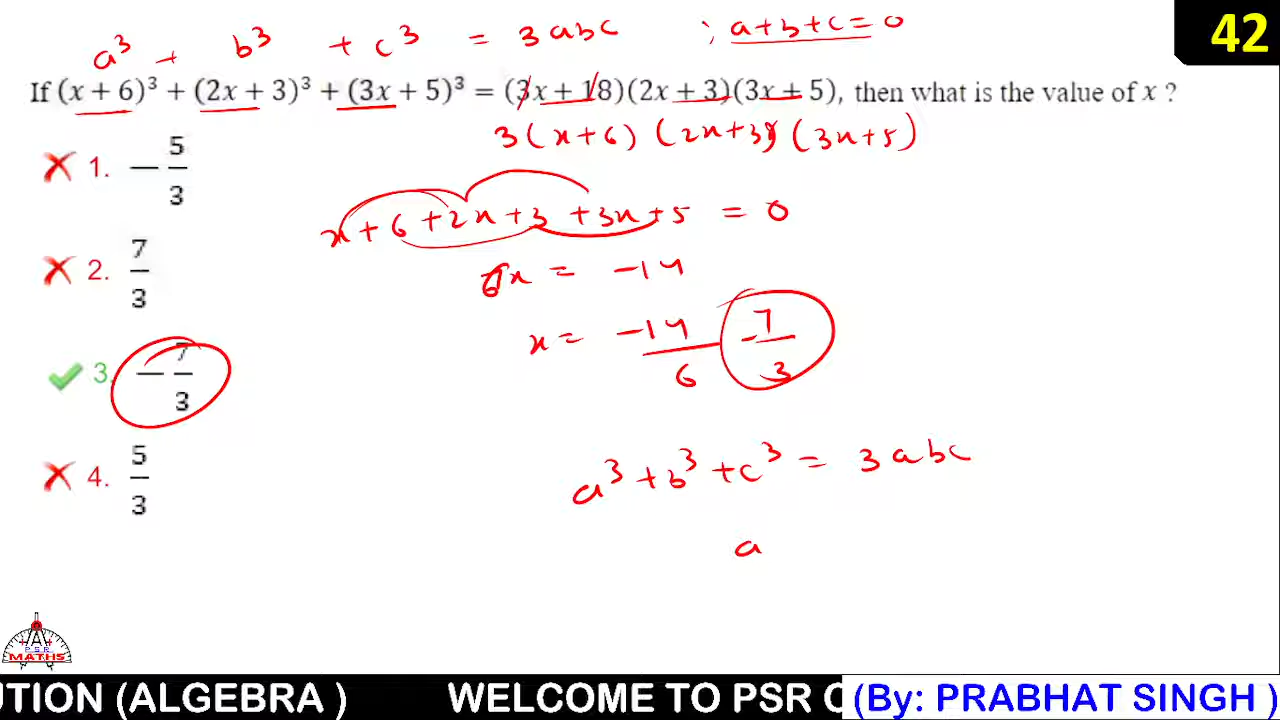 a³ + b³ + c³ = 3abc ; a+b+c=0
42
If (x + 6)³ + (2x + 3)³ + (3x + 5)³ = (3x + 18)(2x + 3)(3x + 5), then what is the value of x ?
3(x+6) (2x+3) (3x+5)
1. −5/3
x+6+2x+3+3x+5 = 0
2. 7/3
6x = -14
x = -14/6 -7/3
3. −7/3
4. 5/3
a³+b³+c³ = 3abc
a
PSR
MATHS
UTION (ALGEBRA ) WELCOME TO PSR C (By: PRABHAT SINGH )